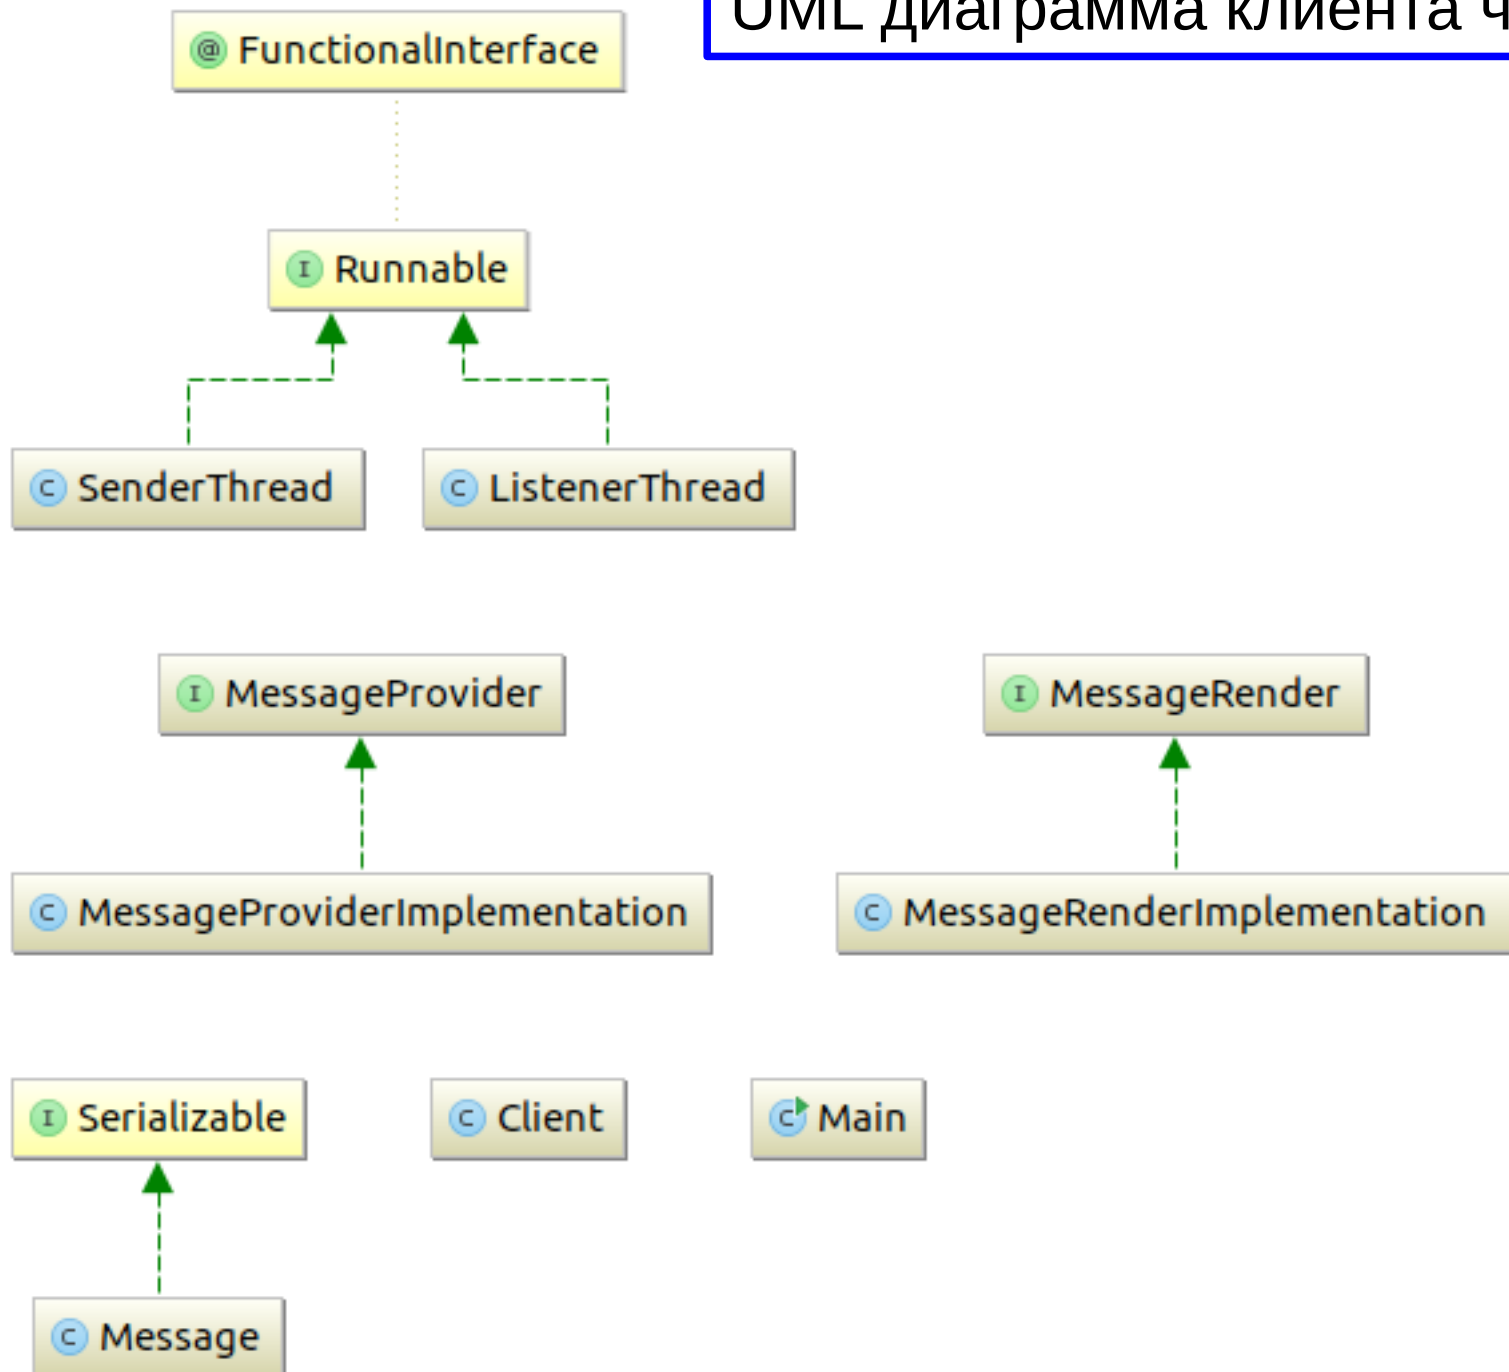 UML диаграмма клиента
@ FunctionalInterface
I Runnable
C SenderThread
C ListenerThread
I MessageProvider
I MessageRender
C MessageProviderImplementation
C MessageRenderImplementation
I Serializable
C Client
C Main
C Message